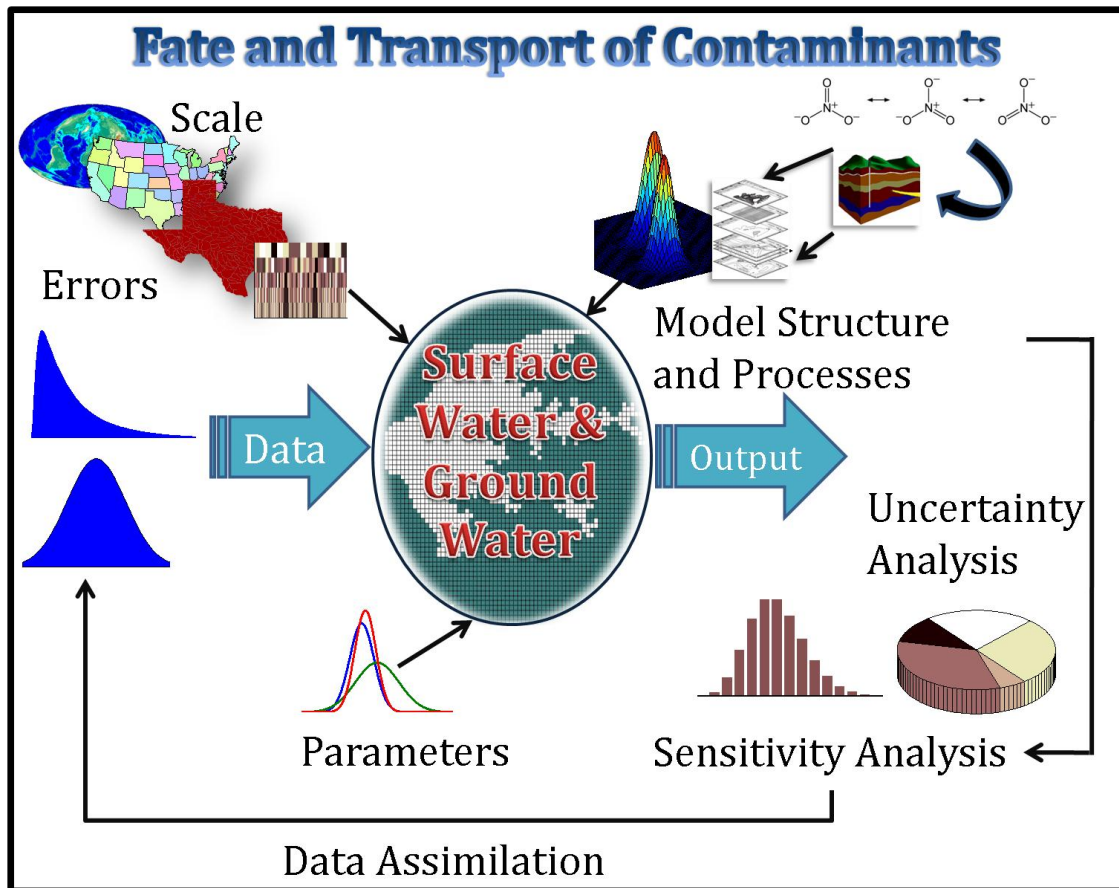 Fate and Transport of Contaminants
Scale
O
N⁺
⁻O
O⁻
↔
O⁻
N⁺
⁻O
O
↔
O⁻
N⁺
O
O⁻
Errors
Model Structure
and Processes
Surface
Water &
Ground
Water
Data
Output
Uncertainty
Analysis
Parameters
Sensitivity Analysis
Data Assimilation